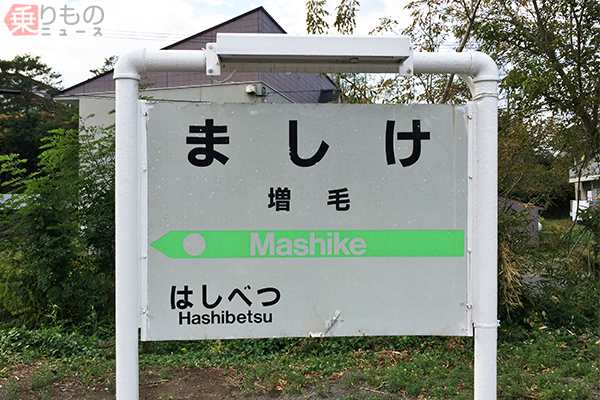 乗りもの
ニュース
ましけ
増毛
Mashike
はしべつ
Hashibetsu